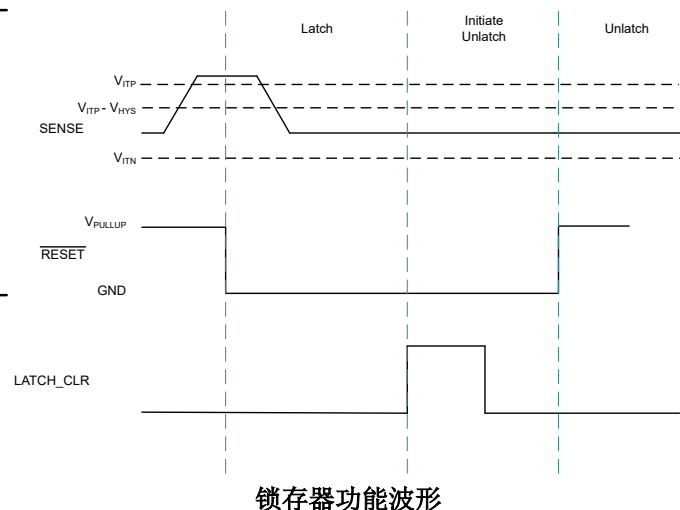 Latch
Initiate
Unlatch
Unlatch
VITP
VITP - VHYS
SENSE
VITN
VPULLUP
RESET
GND
LATCH_CLR
锁存器功能波形